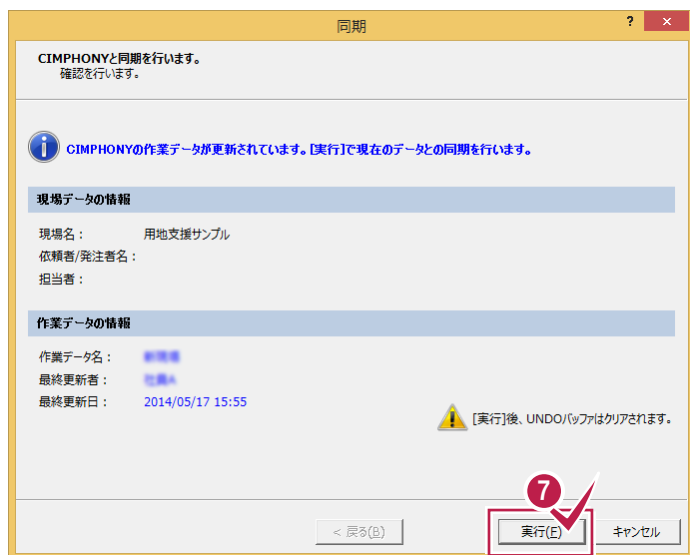 同期
?
×
CIMPHONYと同期を行います。
確認を行います。
CIMPHONYの作業データが更新されています。[実行]で現在のデータとの同期を行います。
現場データの情報
現場名： 用地支援サンプル
依頼者/発注者名：
担当者：
作業データの情報
作業データ名：
最終更新者：
最終更新日： 2014/05/17 15:55
[実行]後、UNDOバッファはクリアされます。
7
< 戻る(B) 実行(F) キャンセル